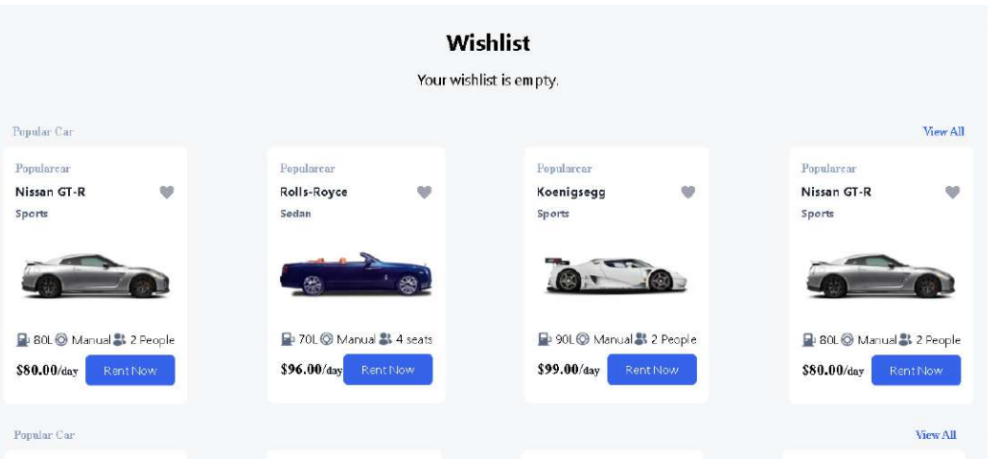 Wishlist
Your wishlist is empty.
Popular Car View All
Popularcar
Nissan GT-R
Sports
80L Manual 2 People
$80.00/day Rent Now
Popularcar
Rolls-Royce
Sedan
70L Manual 4 seats
$96.00/day Rent Now
Popularcar
Koenigsegg
Sports
90L Manual 2 People
$99.00/day Rent Now
Popularcar
Nissan GT-R
Sports
80L Manual 2 People
$80.00/day Rent Now
Popular Car View All